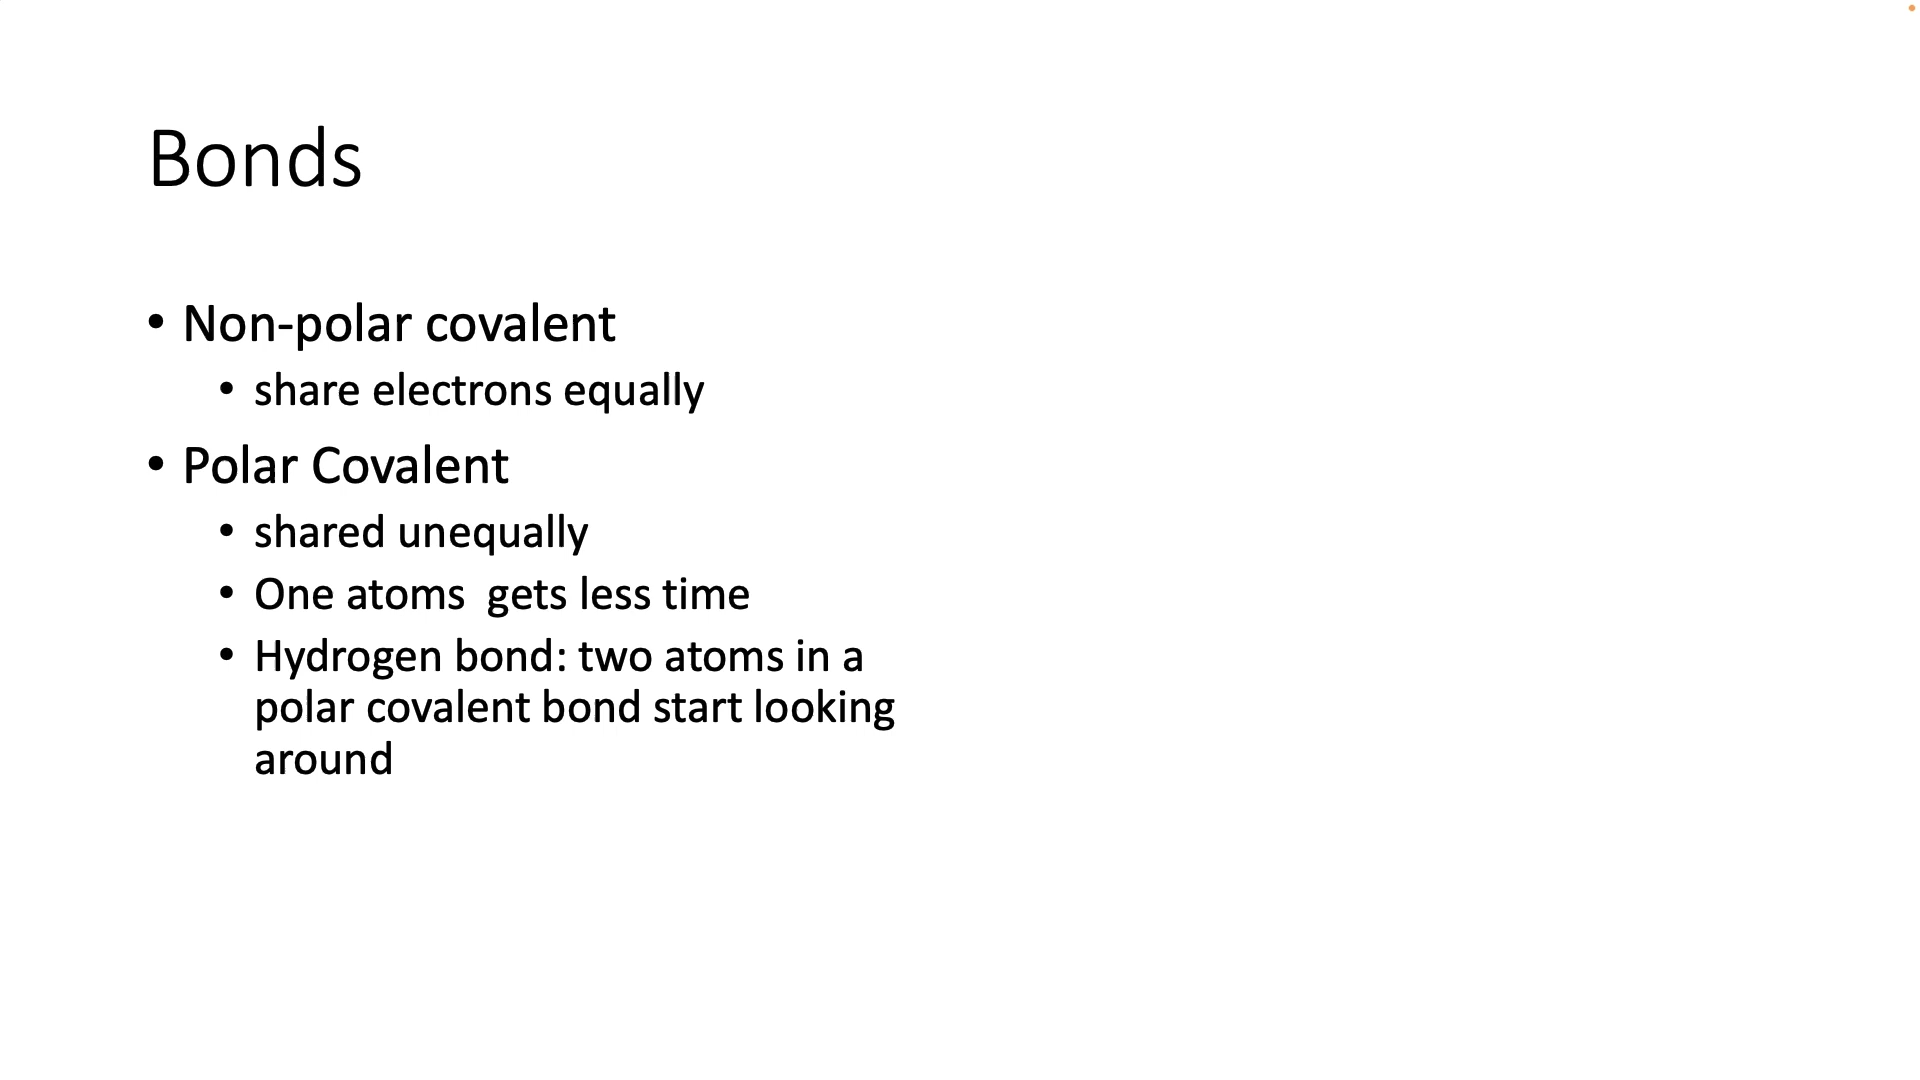 Bonds
• Non-polar covalent
• share electrons equally
• Polar Covalent
• shared unequally
• One atoms  gets less time
• Hydrogen bond: two atoms in a
polar covalent bond start looking
around